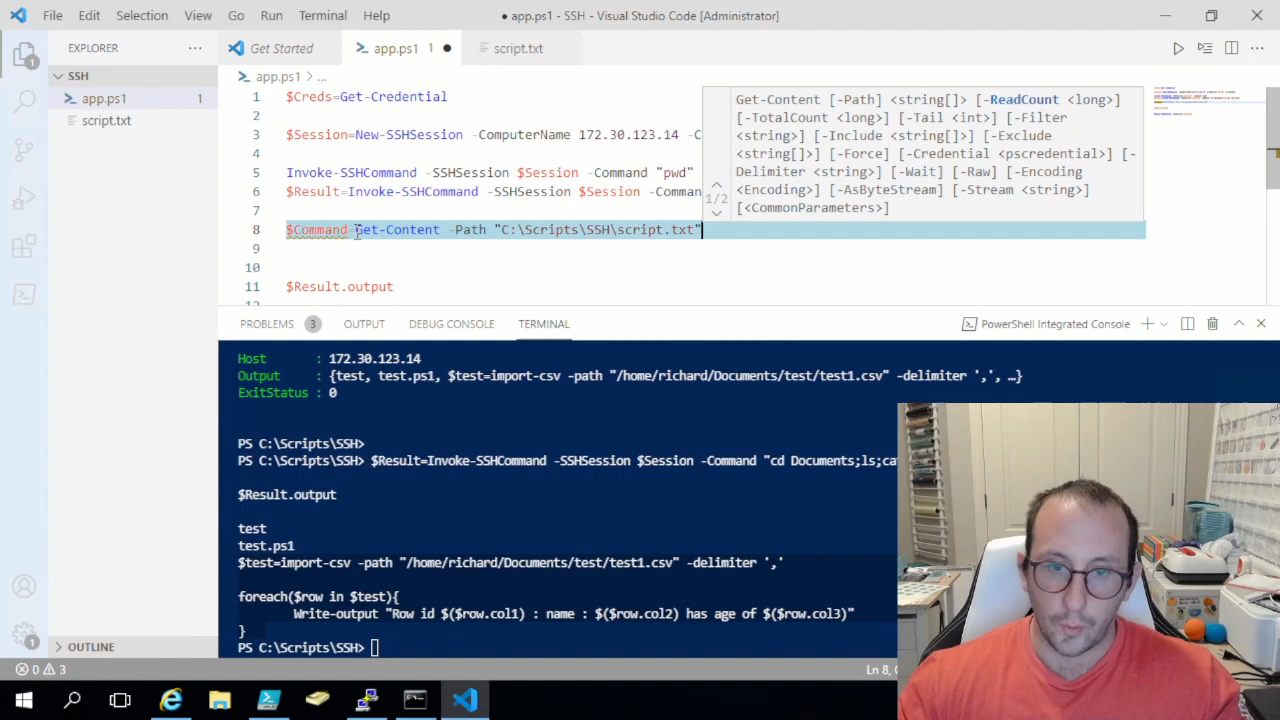 File Edit Selection View Go Run Terminal Help ● app.ps1 - SSH - Visual Studio Code [Administrator]
EXPLORER ···
Get Started
app.ps1 1 ●
script.txt
SSH
app.ps1 1
script.txt
OUTLINE
app.ps1 > ...
1 $Creds=Get-Credential
2
3 $Session=New-SSHSession -ComputerName 172.30.123.14 -C
4
5 Invoke-SSHCommand -SSHSession $Session -Command "pwd"
6 $Result=Invoke-SSHCommand -SSHSession $Session -Comman
7
8 $Command=Get-Content -Path "C:\Scripts\SSH\script.txt"
9
10
11 $Result.output
12
Get-Content [-Path] <string[]> [-ReadCount <long>]
[-TotalCount <long>] [-Tail <int>] [-Filter
<string>] [-Include <string[]>] [-Exclude
<string[]>] [-Force] [-Credential <pscredential>] [-
Delimiter <string>] [-Wait] [-Raw] [-Encoding
<Encoding>] [-AsByteStream] [-Stream <string>]
[<CommonParameters>]
1/2
PROBLEMS 3 OUTPUT DEBUG CONSOLE TERMINAL PowerShell Integrated Console
Host : 172.30.123.14
Output : {test, test.ps1, $test=import-csv -path "/home/richard/Documents/test/test1.csv" -delimiter ',', …}
ExitStatus : 0
PS C:\Scripts\SSH>
PS C:\Scripts\SSH> $Result=Invoke-SSHCommand -SSHSession $Session -Command "cd Documents;ls;cat
$Result.output
test
test.ps1
$test=import-csv -path "/home/richard/Documents/test/test1.csv" -delimiter ','
foreach($row in $test){
Write-output "Row id $($row.col1) : name : $($row.col2) has age of $($row.col3)"
}
PS C:\Scripts\SSH>
0 3 Ln 8,